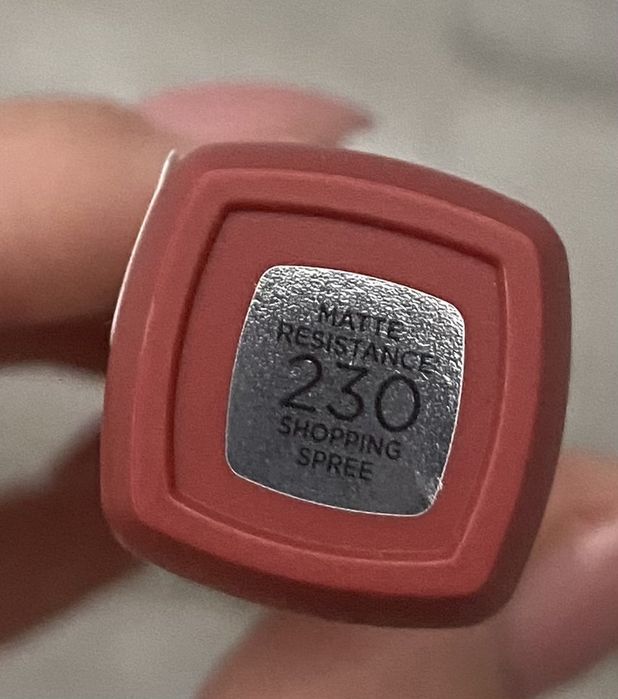 MATTE
RESISTANCE
230
SHOPPING
SPREE